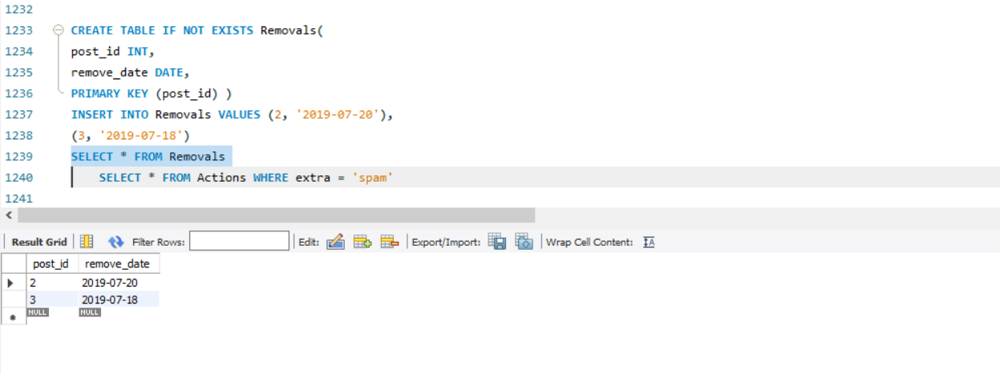 1232
1233 CREATE TABLE IF NOT EXISTS Removals(
1234 post_id INT,
1235 remove_date DATE,
1236 PRIMARY KEY (post_id) )
1237 INSERT INTO Removals VALUES (2, '2019-07-20'),
1238 (3, '2019-07-18')
1239 SELECT * FROM Removals
1240 SELECT * FROM Actions WHERE extra = 'spam'
1241
Result Grid Filter Rows: Edit: Export/Import: Wrap Cell Content: IA
post_id remove_date
2 2019-07-20
3 2019-07-18
NULL NULL